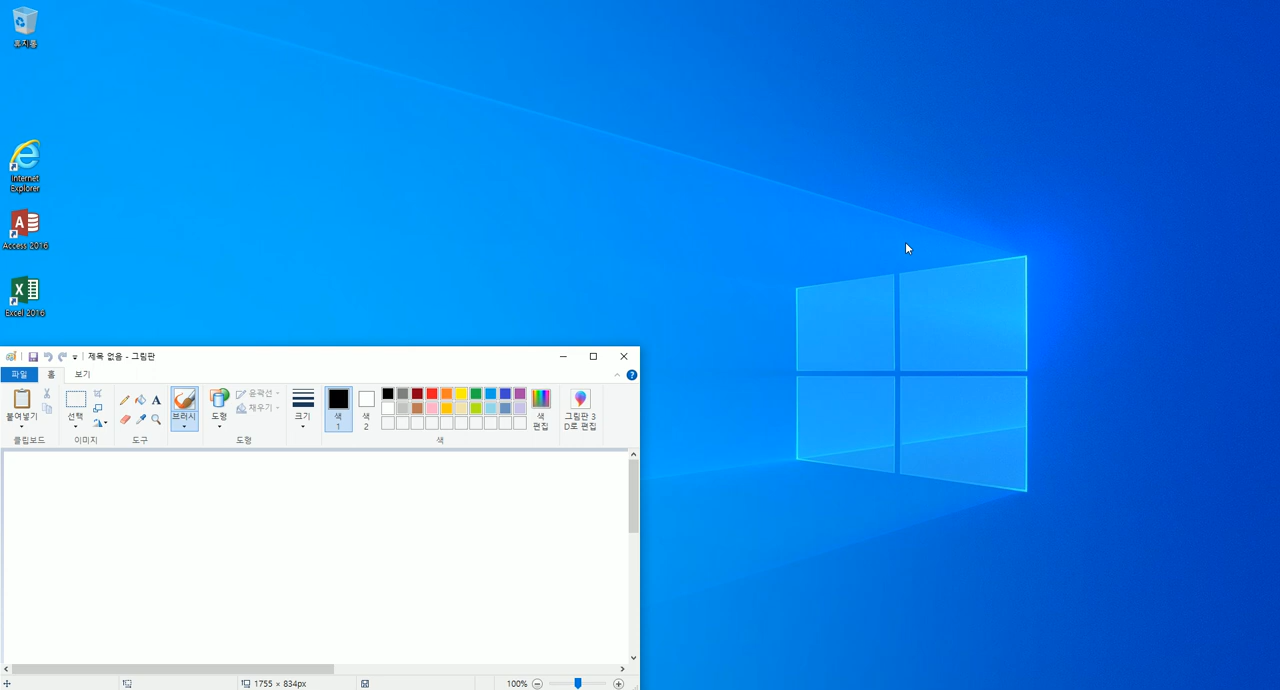 휴지통
Internet
Explorer
Access 2016
Excel 2016
제목 없음 - 그림판
파일
홈
보기
붙여넣기
선택
A
브러시
도형
윤곽선
채우기
크기
색
1
색
2
색
편집
그림판 3
D로 편집
클립보드
이미지
도구
도형
색
1755 × 834px
100%